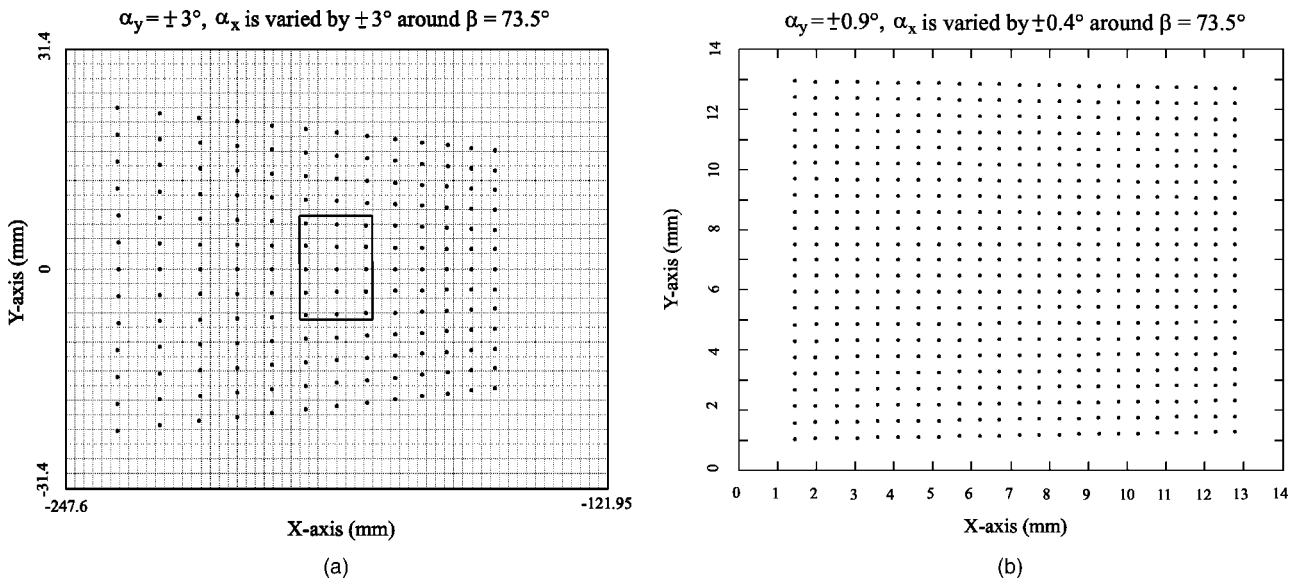 α_y = ± 3°, α_x is varied by ± 3° around β = 73.5°
31.4
0
-31.4
Y-axis (mm)
-247.6
-121.95
X-axis (mm)
(a)
α_y = ±0.9°, α_x is varied by ±0.4° around β = 73.5°
14
12
10
8
6
4
2
0
Y-axis (mm)
0 1 2 3 4 5 6 7 8 9 10 11 12 13 14
X-axis (mm)
(b)